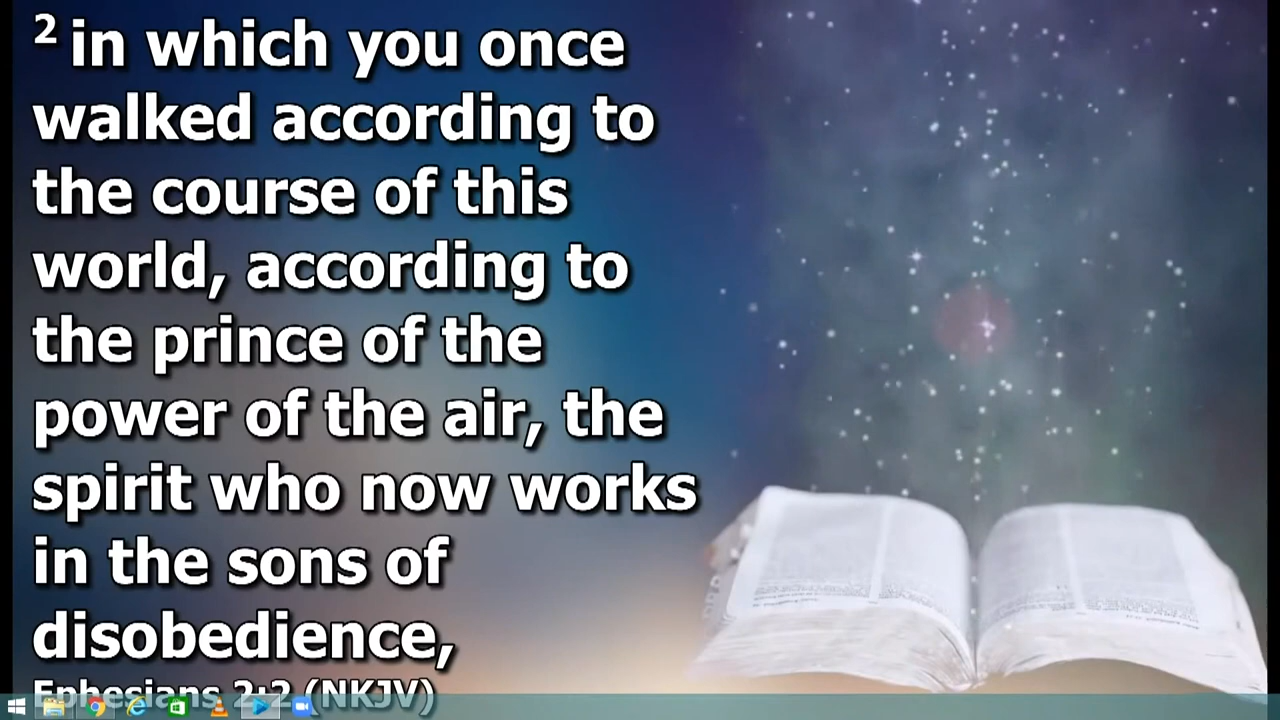 2 in which you once
walked according to
the course of this
world, according to
the prince of the
power of the air, the
spirit who now works
in the sons of
disobedience,
Ephesians 2:2 (NKJV)